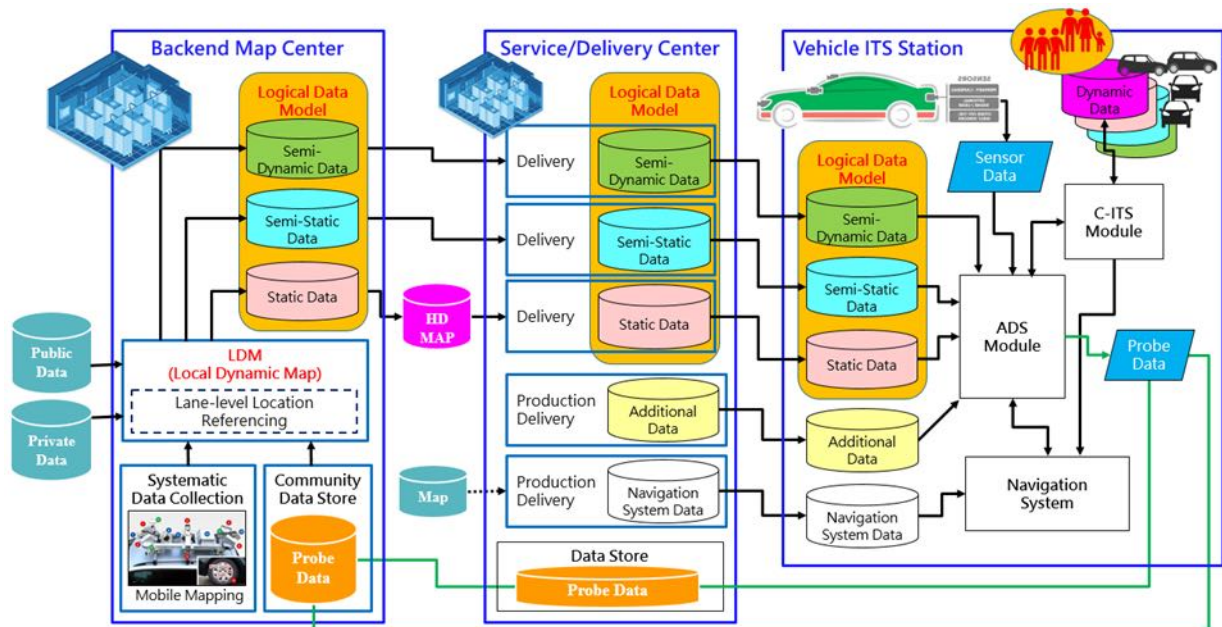 Backend Map Center
Logical Data
Model
Semi-
Dynamic Data
Semi-Static
Data
Static Data
Public
Data
Private
Data
LDM
(Local Dynamic Map)
Lane-level Location
Referencing
Systematic
Data Collection
Mobile Mapping
Community
Data Store
Probe
Data
HD
MAP
Map
Service/Delivery Center
Logical Data
Model
Delivery
Semi-
Dynamic Data
Delivery
Semi-Static
Data
Delivery
Static Data
Production
Delivery
Additional
Data
Production
Delivery
Navigation
System Data
Data Store
Probe Data
Vehicle ITS Station
SENSORS
Dynamic
Data
Logical Data
Model
Semi-
Dynamic Data
Semi-Static
Data
Static Data
Additional
Data
Navigation
System Data
Sensor
Data
C-ITS
Module
ADS
Module
Probe
Data
Navigation
System